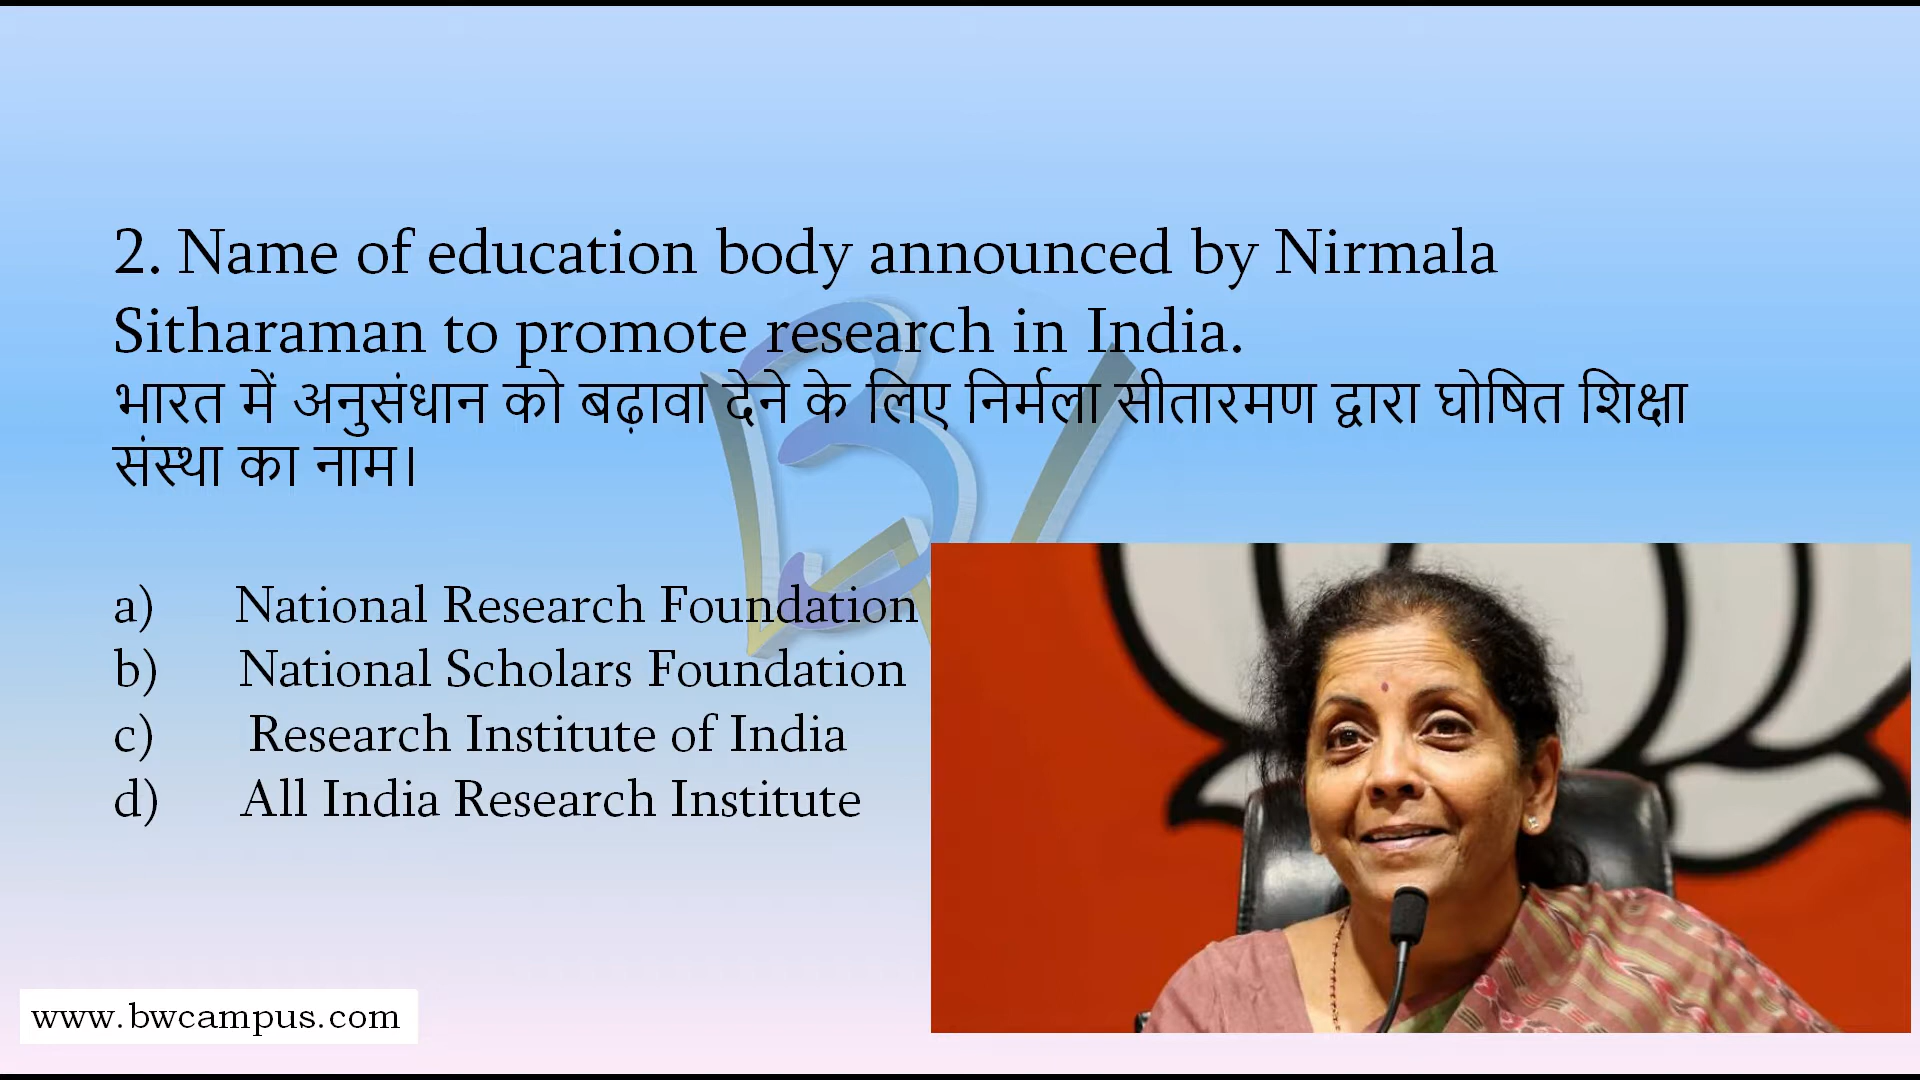 2. Name of education body announced by Nirmala
Sitharaman to promote research in India.
भारत में अनुसंधान को बढ़ावा देने के लिए निर्मला सीतारमण द्वारा घोषित शिक्षा
संस्था का नाम।
a) National Research Foundation
b) National Scholars Foundation
c) Research Institute of India
d) All India Research Institute
www.bwcampus.com